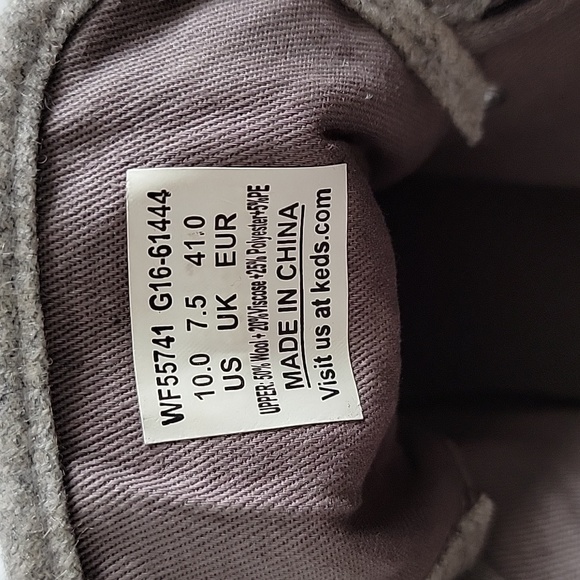 WF55741 G16-61444
10.0 7.5 41.0
US UK EUR
UPPER: 50% Wool + 20%Viscose +25% Polyester+5%PE
MADE IN CHINA
Visit us at keds.com